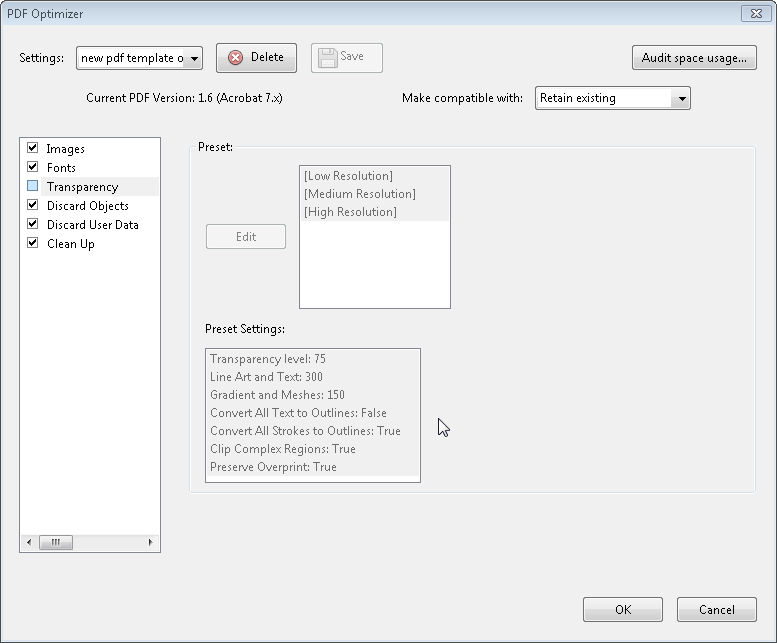 PDF Optimizer
Settings: new pdf template o Delete Save Audit space usage...
Current PDF Version: 1.6 (Acrobat 7.x) Make compatible with: Retain existing
Images
Fonts
Transparency
Discard Objects
Discard User Data
Clean Up
Preset:
[Low Resolution]
[Medium Resolution]
[High Resolution]
Edit
Preset Settings:
Transparency level: 75
Line Art and Text: 300
Gradient and Meshes: 150
Convert All Text to Outlines: False
Convert All Strokes to Outlines: True
Clip Complex Regions: True
Preserve Overprint: True
OK Cancel